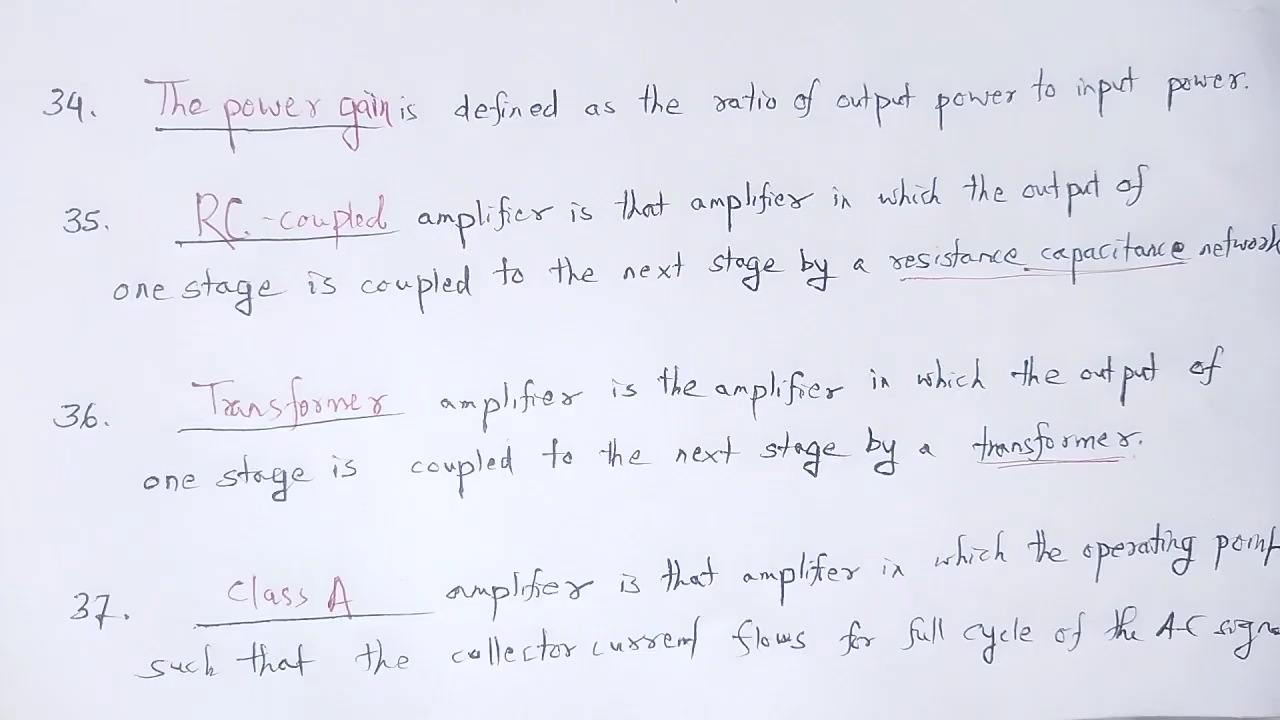 34. The power gain is defined as the ratio of output power to input power.
35. RC-coupled amplifier is that amplifier in which the output of
one stage is coupled to the next stage by a resistance capacitance network
36. Transformer amplifier is the amplifier in which the output of
one stage is coupled to the next stage by a transformer.
37. Class A amplifier is that amplifier in which the operating point
such that the collector current flows for full cycle of the A-C